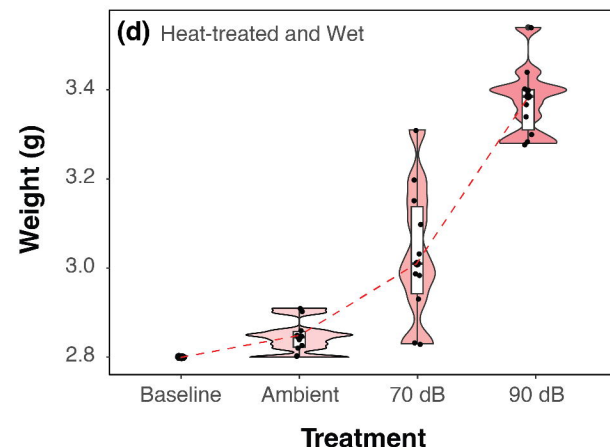 (d) Heat-treated and Wet
Weight (g)
3.4
3.2
3.0
2.8
Baseline Ambient 70 dB 90 dB
Treatment